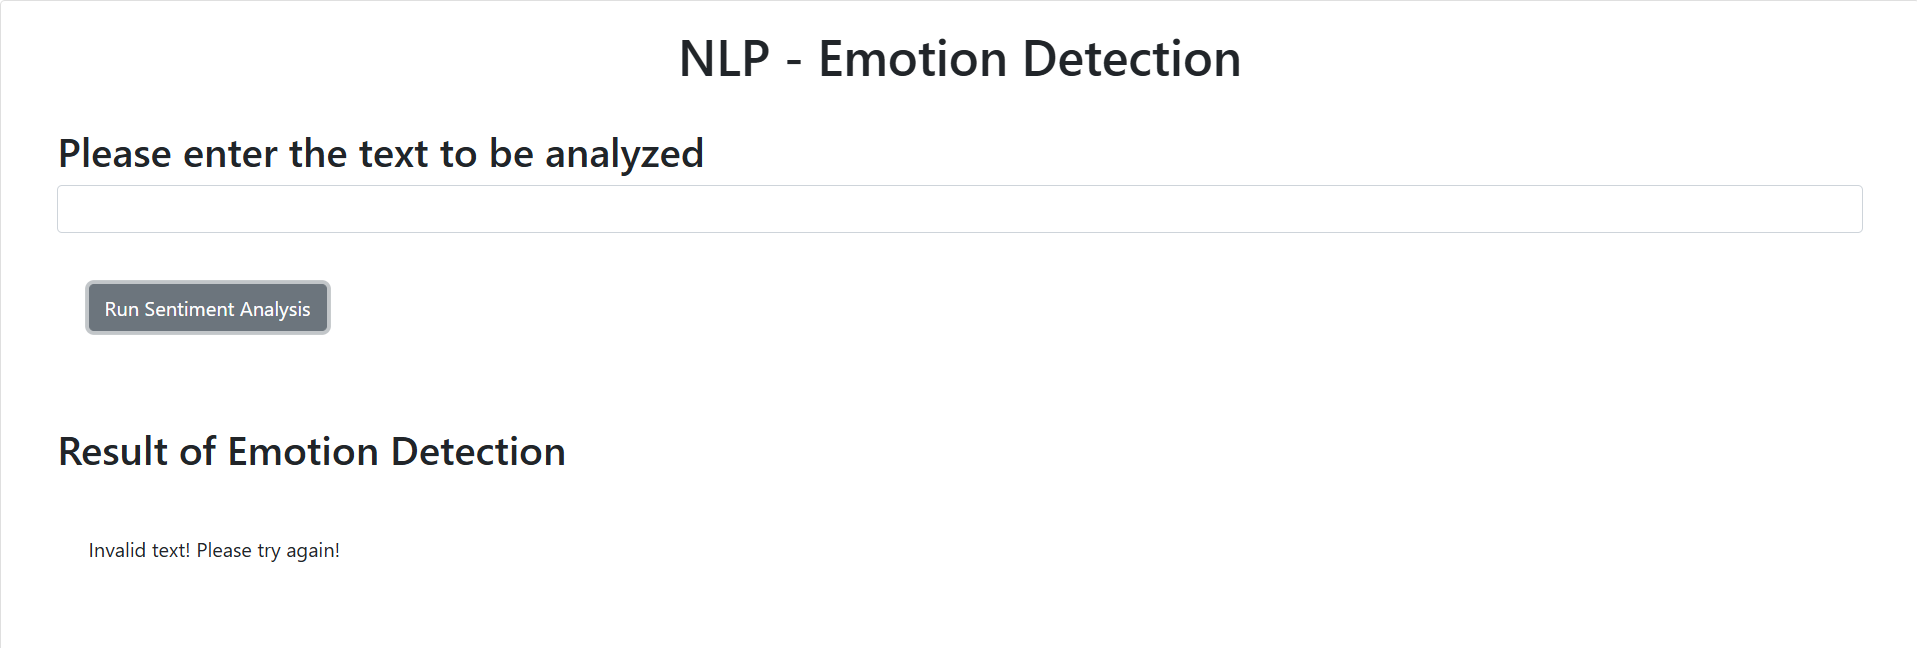 NLP - Emotion Detection
Please enter the text to be analyzed
Run Sentiment Analysis
Result of Emotion Detection
Invalid text! Please try again!